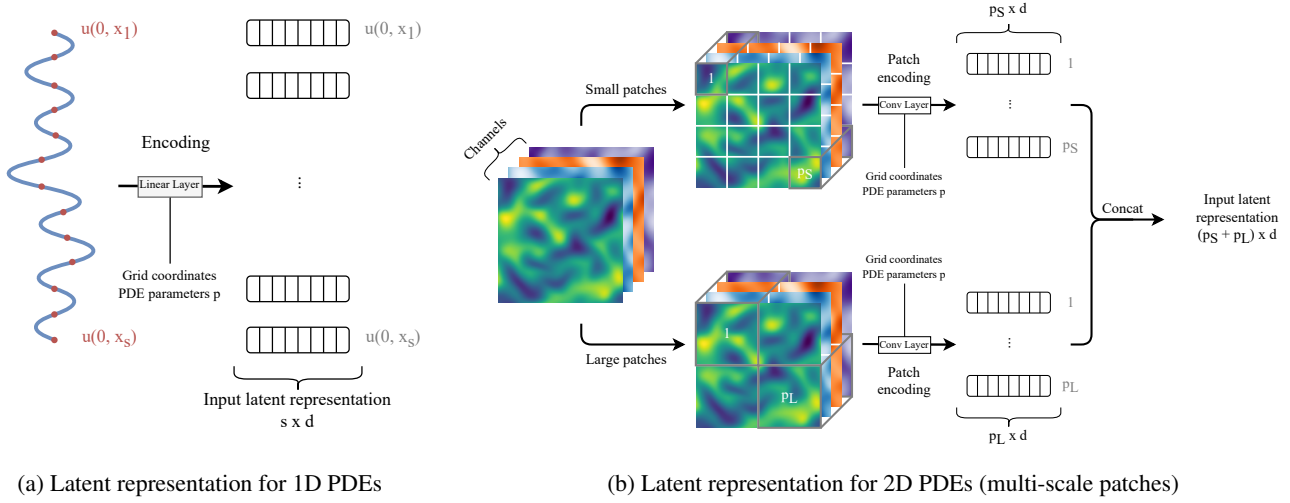 u(0, x1)
u(0, x1)
Encoding
Linear Layer
⋮
Grid coordinates
PDE parameters p
u(0, xs)
u(0, xs)
Input latent representation
s x d
(a) Latent representation for 1D PDEs
Channels
Small patches
Large patches
1
pS
Patch
encoding
Conv Layer
Grid coordinates
PDE parameters p
pS x d
1
⋮
pS
1
pL
Grid coordinates
PDE parameters p
Conv Layer
Patch
encoding
1
⋮
pL
pL x d
Concat
Input latent
representation
(pS + pL) x d
(b) Latent representation for 2D PDEs (multi-scale patches)